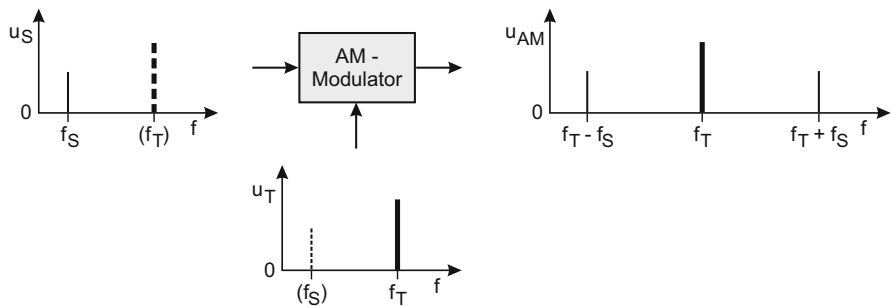 u_S
0
f_S
(f_T)
f
AM -
Modulator
u_AM
0
f_T - f_S
f_T
f_T + f_S
f
u_T
0
(f_S)
f_T
f